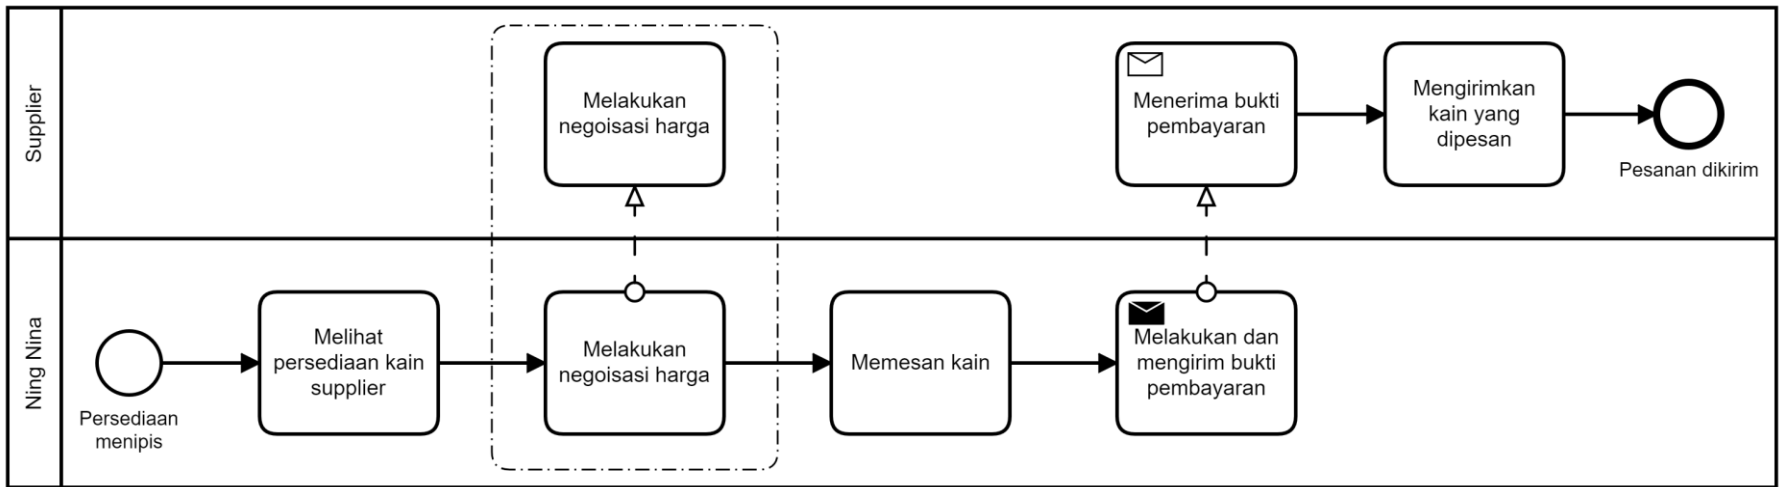 Supplier
Melakukan
negoisasi harga
Menerima bukti
pembayaran
Mengirimkan
kain yang
dipesan
Pesanan dikirim
Ning Nina
Persediaan
menipis
Melihat
persediaan kain
supplier
Melakukan
negoisasi harga
Memesan kain
Melakukan dan
mengirim bukti
pembayaran